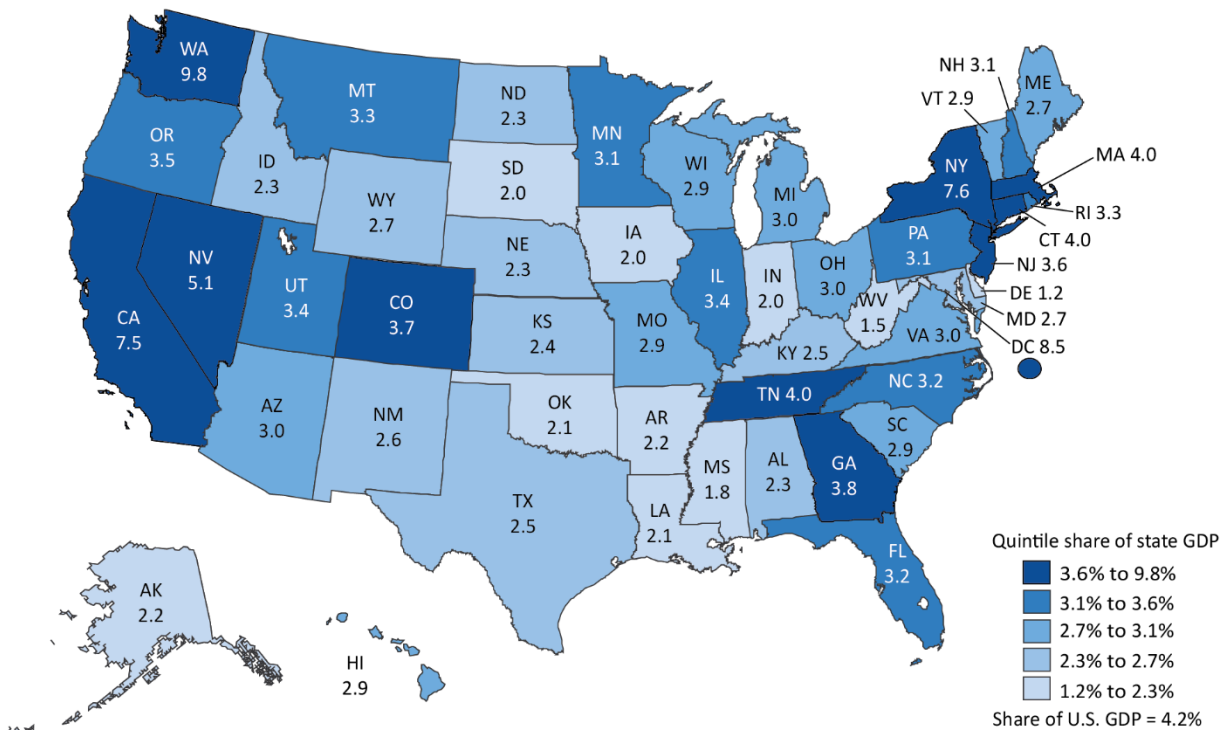 WA
9.8
MT
3.3
ND
2.3
MN
3.1
NH 3.1
VT 2.9
ME
2.7
OR
3.5
ID
2.3
SD
2.0
WI
2.9
MI
3.0
NY
7.6
MA 4.0
RI 3.3
CT 4.0
WY
2.7
NE
2.3
IA
2.0
PA
3.1
NJ 3.6
DE 1.2
MD 2.7
DC 8.5
NV
5.1
UT
3.4
CO
3.7
IL
3.4
IN
2.0
OH
3.0
WV
1.5
VA 3.0
CA
7.5
KS
2.4
MO
2.9
KY 2.5
AZ
3.0
NM
2.6
OK
2.1
AR
2.2
TN 4.0
NC 3.2
SC
2.9
TX
2.5
LA
2.1
MS
1.8
AL
2.3
GA
3.8
FL
3.2
AK
2.2
HI
2.9
Quintile share of state GDP
3.6% to 9.8%
3.1% to 3.6%
2.7% to 3.1%
2.3% to 2.7%
1.2% to 2.3%
Share of U.S. GDP = 4.2%